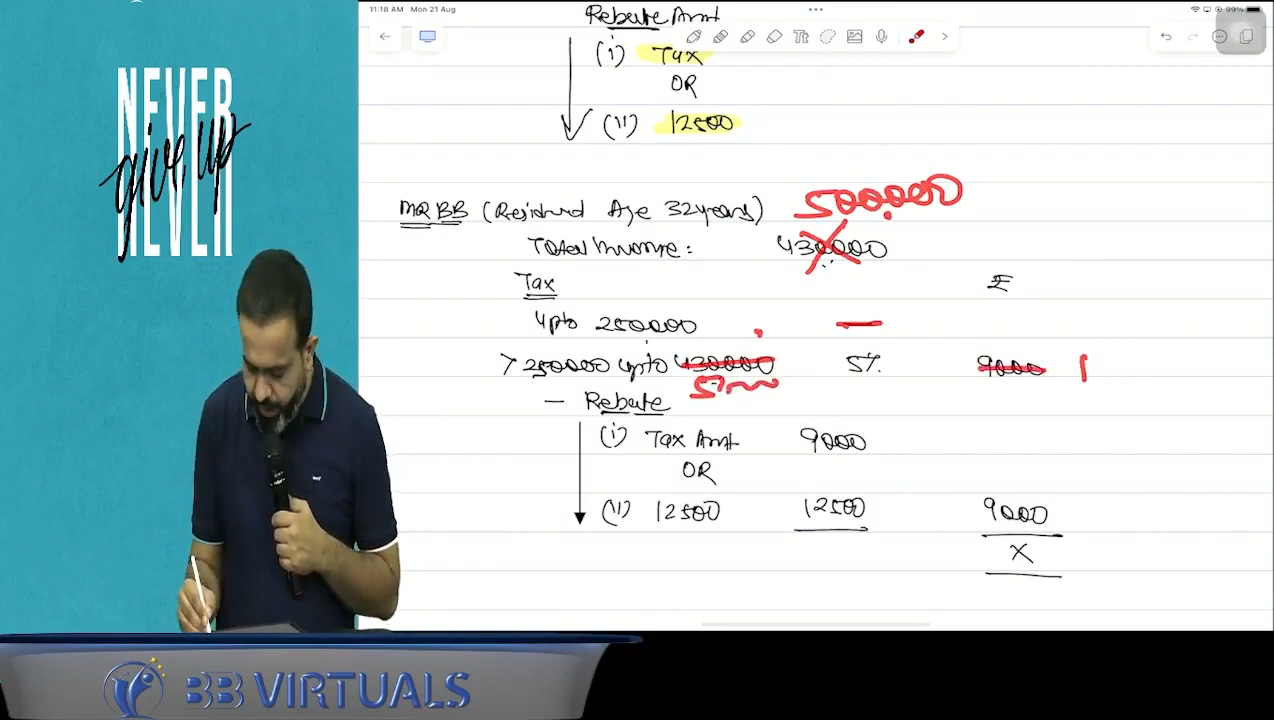 11:18 AM Mon 21 Aug
99%
Rebate Amt
(i) Tax
OR
(ii) 12500
NEVER
give up
NEVER
MR BB (Resident Age 32 years) 500000
Total Income: 430000
Tax ₹
Upto 250000 —
> 250000 upto 430000 5% 9000
- Rebate
(i) Tax Amt 9000
OR
(ii) 12500 12500 9000
X
BB VIRTUALS